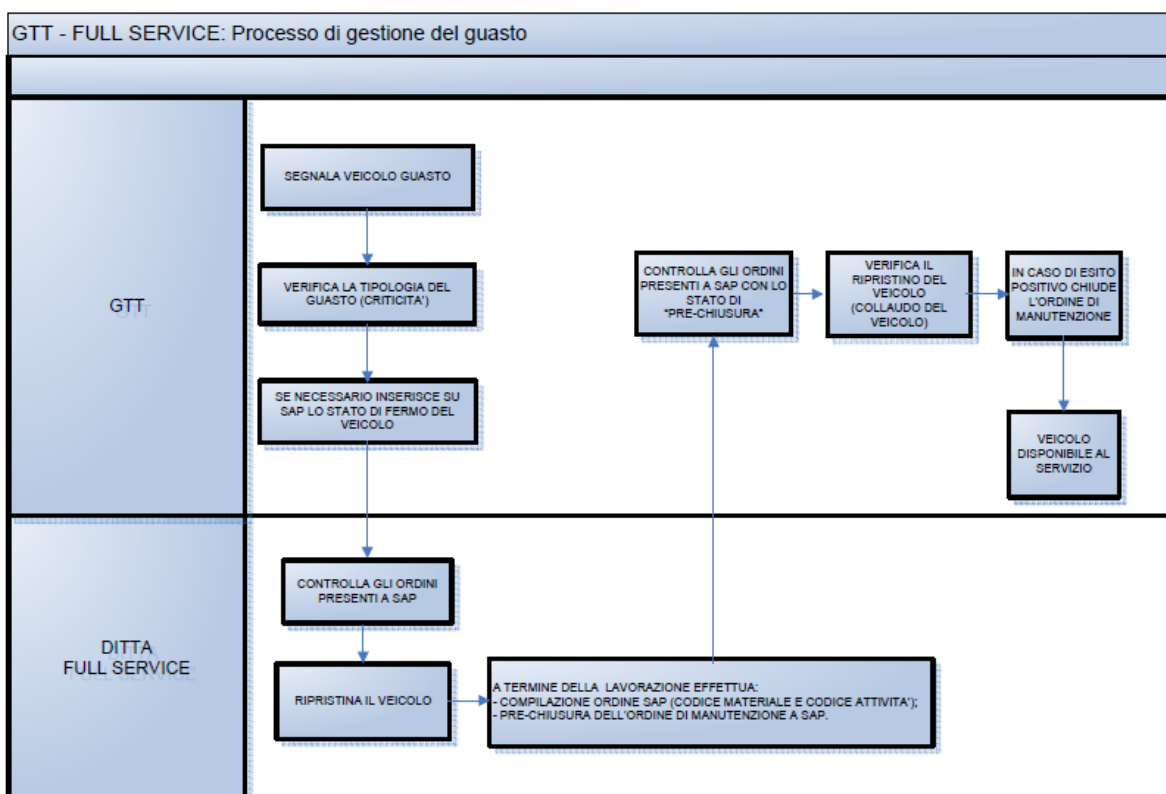 GTT - FULL SERVICE: Processo di gestione del guasto
GTT
SEGNALA VEICOLO GUASTO
VERIFICA LA TIPOLOGIA DEL
GUASTO (CRITICITA')
SE NECESSARIO INSERISCE SU
SAP LO STATO DI FERMO DEL
VEICOLO
CONTROLLA GLI ORDINI
PRESENTI A SAP CON LO
STATO DI
"PRE-CHIUSURA"
VERIFICA IL
RIPRISTINO DEL
VEICOLO
(COLLAUDO DEL
VEICOLO)
IN CASO DI ESITO
POSITIVO CHIUDE
L'ORDINE DI
MANUTENZIONE
VEICOLO
DISPONIBILE AL
SERVIZIO
DITTA
FULL SERVICE
CONTROLLA GLI ORDINI
PRESENTI A SAP
RIPRISTINA IL VEICOLO
A TERMINE DELLA LAVORAZIONE EFFETTUA:
- COMPILAZIONE ORDINE SAP (CODICE MATERIALE E CODICE ATTIVITA');
- PRE-CHIUSURA DELL'ORDINE DI MANUTENZIONE A SAP.